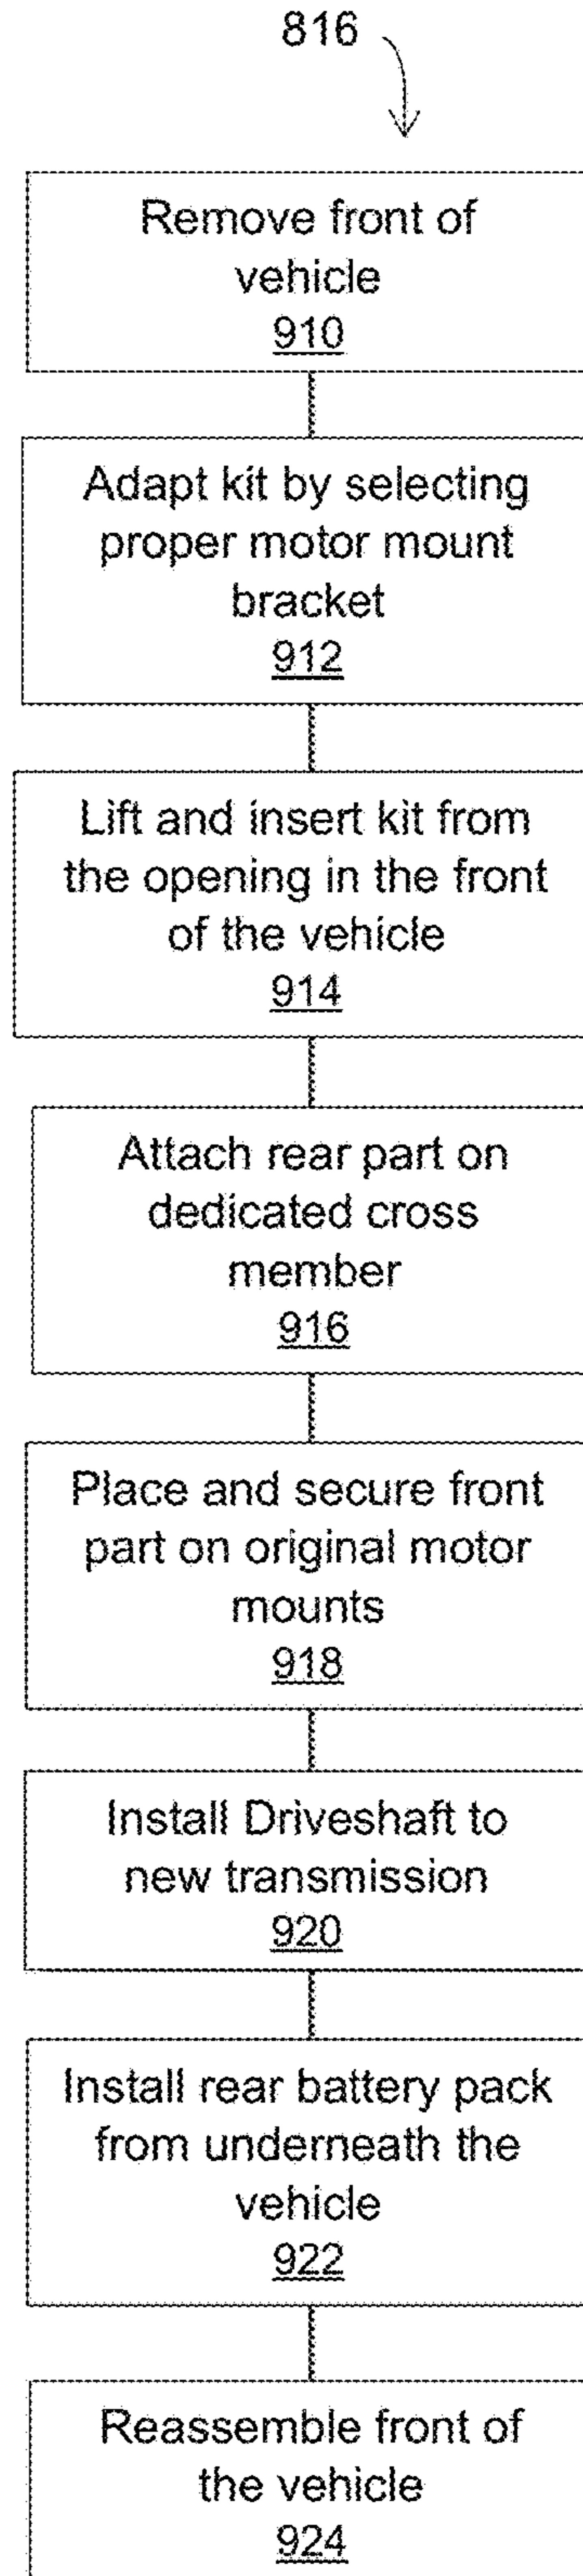 816
Remove front of
vehicle
910
Adapt kit by selecting
proper motor mount
bracket
912
Lift and insert kit from
the opening in the front
of the vehicle
914
Attach rear part on
dedicated cross
member
916
Place and secure front
part on original motor
mounts
918
Install Driveshaft to
new transmission
920
Install rear battery pack
from underneath the
vehicle
922
Reassemble front of
the vehicle
924